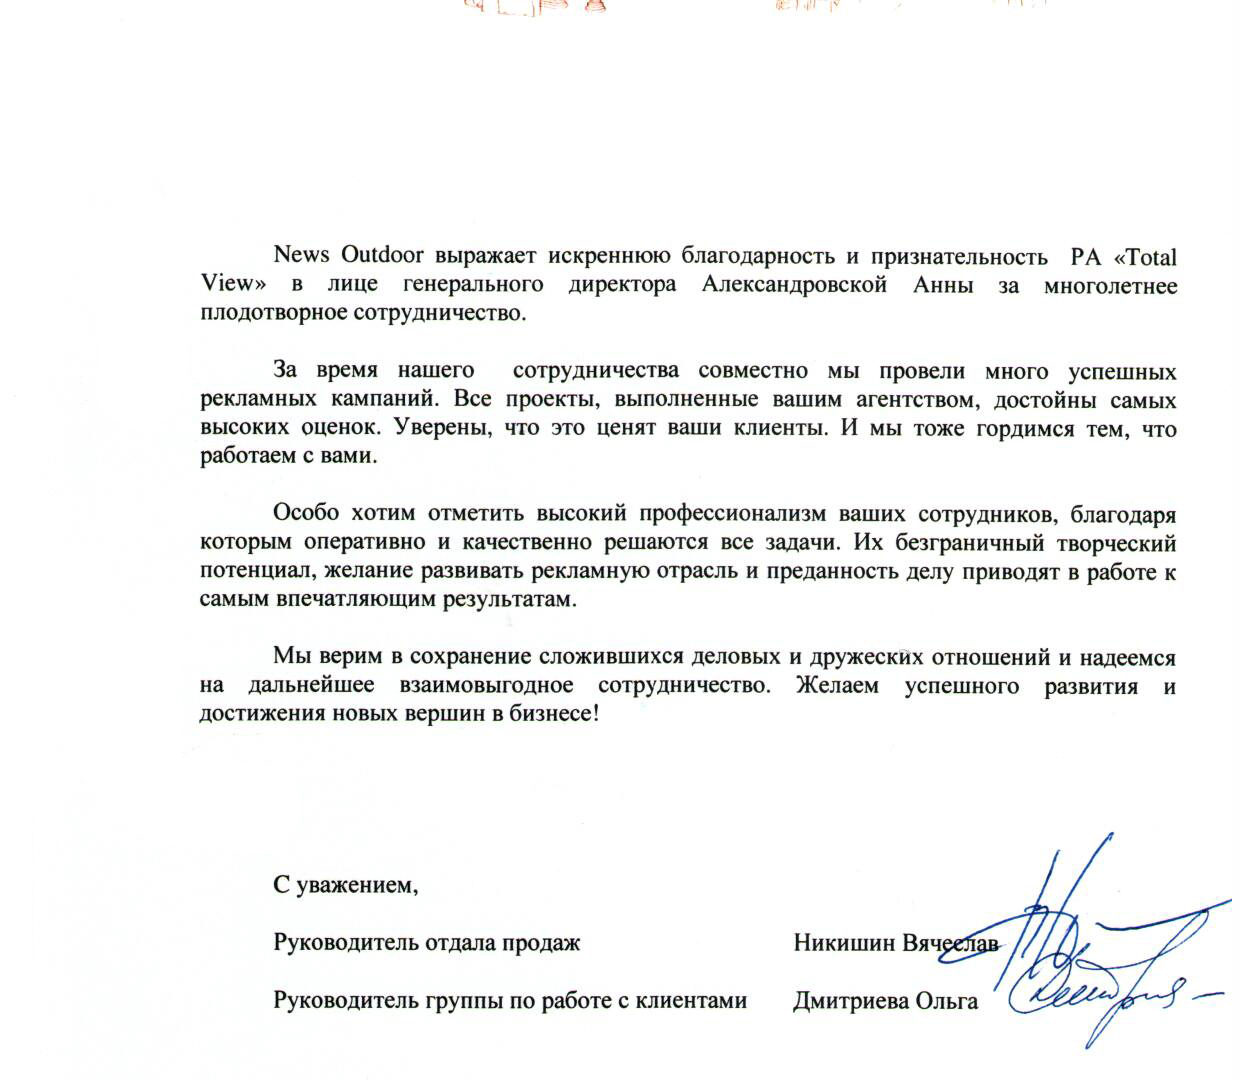 News Outdoor выражает искреннюю благодарность и признательность РА «Total
View» в лице генерального директора Александровской Анны за многолетнее
плодотворное сотрудничество.
За время нашего сотрудничества совместно мы провели много успешных
рекламных кампаний. Все проекты, выполненные вашим агентством, достойны самых
высоких оценок. Уверены, что это ценят ваши клиенты. И мы тоже гордимся тем, что
работаем с вами.
Особо хотим отметить высокий профессионализм ваших сотрудников, благодаря
которым оперативно и качественно решаются все задачи. Их безграничный творческий
потенциал, желание развивать рекламную отрасль и преданность делу приводят в работе к
самым впечатляющим результатам.
Мы верим в сохранение сложившихся деловых и дружеских отношений и надеемся
на дальнейшее взаимовыгодное сотрудничество. Желаем успешного развития и
достижения новых вершин в бизнесе!
С уважением,
Руководитель отдала продаж Никишин Вячеслав
Руководитель группы по работе с клиентами Дмитриева Ольга